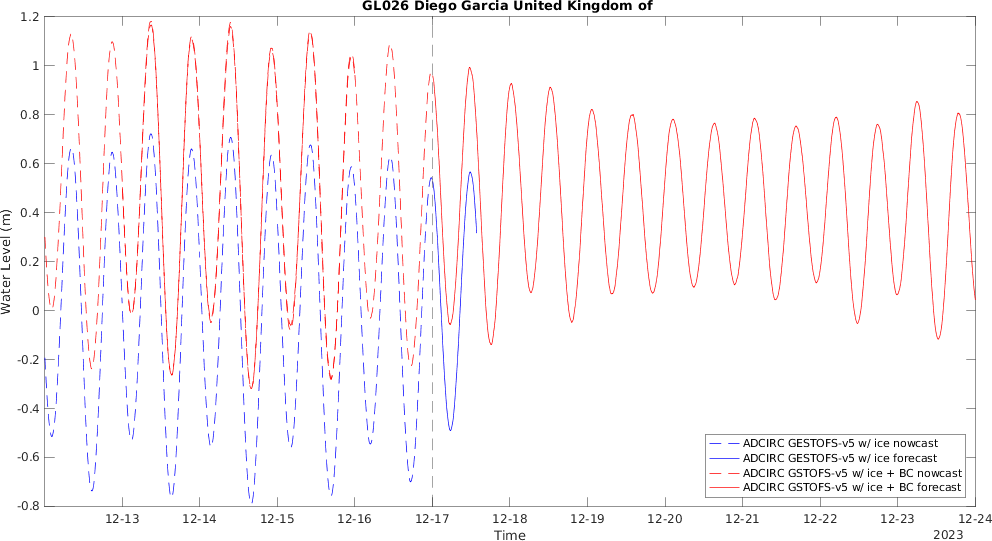 GL026 Diego Garcia United Kingdom of
1.2
1
0.8
0.6
0.4
0.2
0
-0.2
-0.4
-0.6
-0.8
Water Level (m)
ADCIRC GESTOFS-v5 w/ ice nowcast
ADCIRC GESTOFS-v5 w/ ice forecast
ADCIRC GSTOFS-v5 w/ ice + BC nowcast
ADCIRC GSTOFS-v5 w/ ice + BC forecast
12-13 12-14 12-15 12-16 12-17 12-18 12-19 12-20 12-21 12-22 12-23 12-24
Time
2023